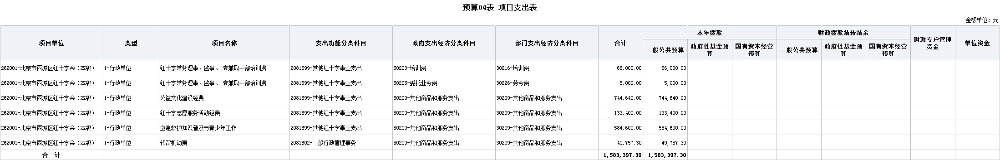 预算04表 项目支出表
金额单位：元
项目单位 类型 项目名称 支出功能分类科目 政府支出经济分类科目 部门支出经济分类科目 合计 本年拨款 财政拨款结转结余 财政专户管理资金 单位资金
一般公共预算 政府性基金预算 国有资本经营预算 一般公共预算 政府性基金预算 国有资本经营预算
262001-北京市西城区红十字会（本级） 1-行政单位 红十字常务理事、监事、 专兼职干部培训费 2081699-其他红十字事业支出 50203-培训费 30216-培训费 66,000.00 66,000.00
262001-北京市西城区红十字会（本级） 1-行政单位 红十字常务理事、监事、 专兼职干部培训费 2081699-其他红十字事业支出 50205-委托业务费 30226-劳务费 5,000.00 5,000.00
262001-北京市西城区红十字会（本级） 1-行政单位 公益文化建设经费 2081699-其他红十字事业支出 50299-其他商品和服务支出 30299-其他商品和服务支出 744,640.00 744,640.00
262001-北京市西城区红十字会（本级） 1-行政单位 红十字志愿服务活动经费 2081699-其他红十字事业支出 50299-其他商品和服务支出 30299-其他商品和服务支出 133,400.00 133,400.00
262001-北京市西城区红十字会（本级） 1-行政单位 应急救护知识普及与青少年工作 2081699-其他红十字事业支出 50299-其他商品和服务支出 30299-其他商品和服务支出 584,600.00 584,600.00
262001-北京市西城区红十字会（本级） 1-行政单位 预留机动费 2081602-一般行政管理事务 50299-其他商品和服务支出 30299-其他商品和服务支出 49,757.30 49,757.30
合 计 1,583,397.30 1,583,397.30